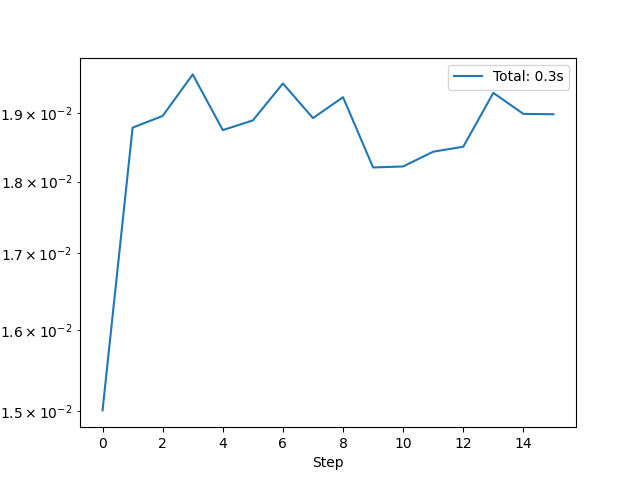 Total: 0.3s
1.9 × 10⁻²
1.8 × 10⁻²
1.7 × 10⁻²
1.6 × 10⁻²
1.5 × 10⁻²
0 2 4 6 8 10 12 14
Step